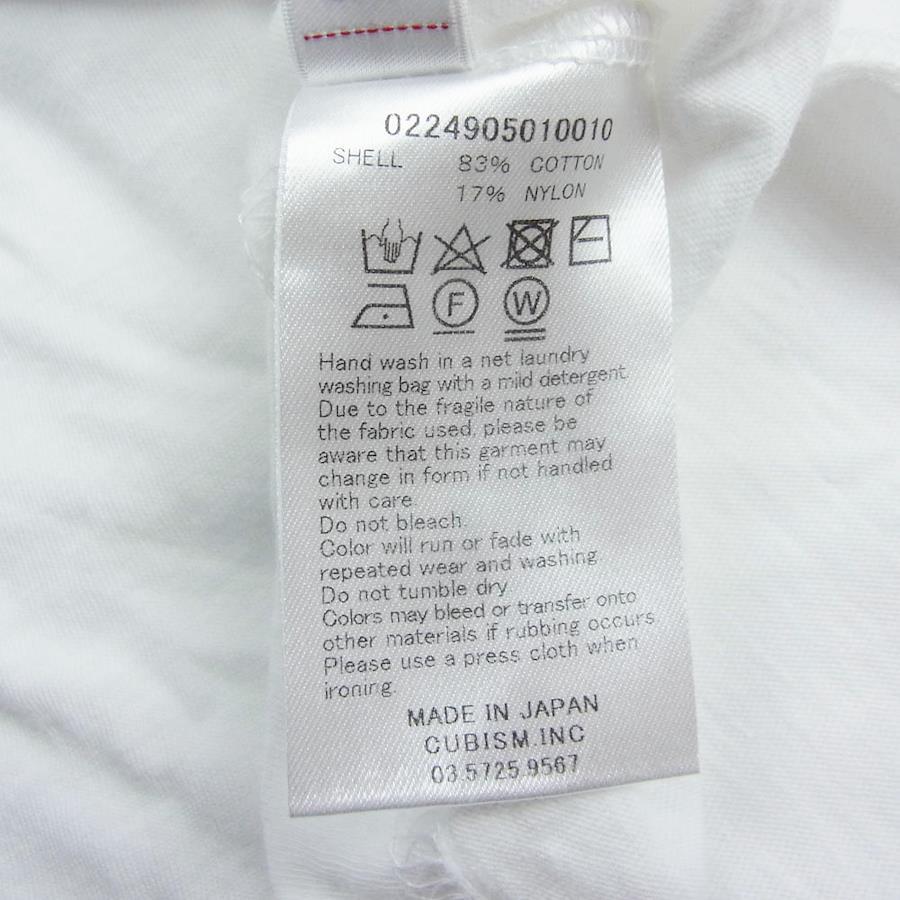 0224905010010
SHELL 83% COTTON
17% NYLON
F W
Hand wash in a net laundry
washing bag with a mild detergent.
Due to the fragile nature of
the fabric used, please be
aware that this garment may
change in form if not handled
with care.
Do not bleach.
Color will run or fade with
repeated wear and washing.
Do not tumble dry
Colors may bleed or transfer onto
other materials if rubbing occurs.
Please use a press cloth when
ironing.
MADE IN JAPAN
CUBISM.INC
03.5725.9567